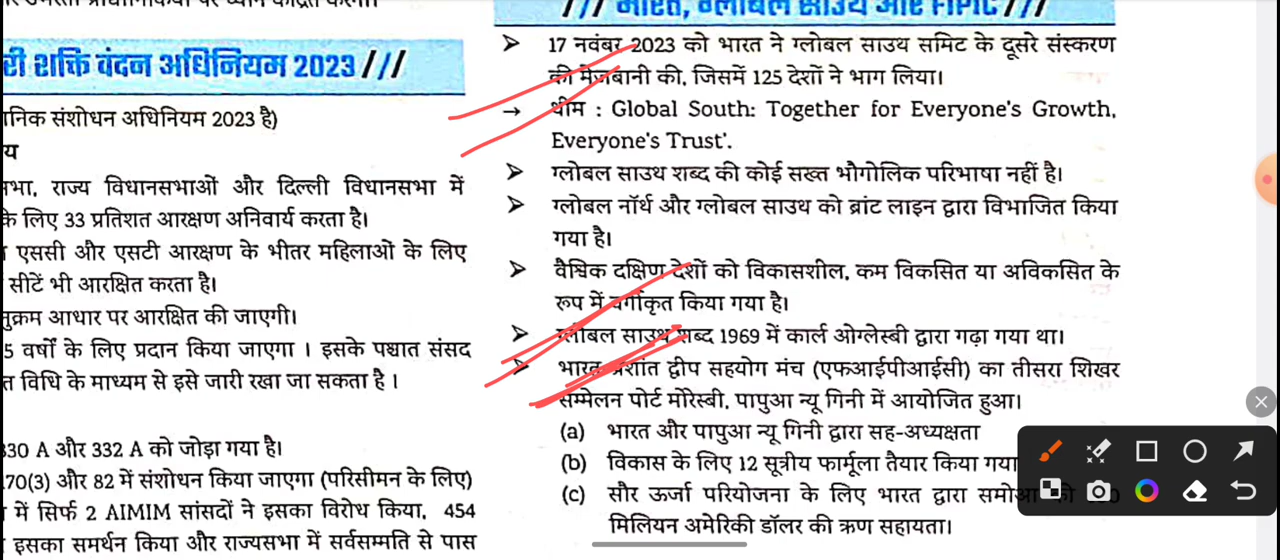 री शक्ति वंदन अधिनियम 2023 ///
निक संशोधन अधिनियम 2023 है)
य
भा, राज्य विधानसभाओं और दिल्ली विधानसभा में
के लिए 33 प्रतिशत आरक्षण अनिवार्य करता है।
एससी और एसटी आरक्षण के भीतर महिलाओं के लिए
सीटें भी आरक्षित करता है।
नुक्रम आधार पर आरक्षित की जाएगी।
5 वर्षों के लिए प्रदान किया जाएगा । इसके पश्चात संसद
त विधि के माध्यम से इसे जारी रखा जा सकता है ।
330 A और 332 A को जोड़ा गया है।
170(3) और 82 में संशोधन किया जाएगा (परिसीमन के लिए)
में सिर्फ 2 AIMIM सांसदों ने इसका विरोध किया, 454
इसका समर्थन किया और राज्यसभा में सर्वसम्मति से पास
/// भारत, ग्लोबल साउथ और FIPIC ///
➤ 17 नवंबर 2023 को भारत ने ग्लोबल साउथ समिट के दूसरे संस्करण
की मेजबानी की, जिसमें 125 देशों ने भाग लिया।
→ थीम : Global South: Together for Everyone's Growth,
Everyone's Trust'.
➤ ग्लोबल साउथ शब्द की कोई सख्त भौगोलिक परिभाषा नहीं है।
➤ ग्लोबल नॉर्थ और ग्लोबल साउथ को ब्रांट लाइन द्वारा विभाजित किया
गया है।
➤ वैश्विक दक्षिण देशों को विकासशील, कम विकसित या अविकसित के
रूप में वर्गीकृत किया गया है।
➤ ग्लोबल साउथ शब्द 1969 में कार्ल ओग्लेस्बी द्वारा गढ़ा गया था।
➤ भारत प्रशांत द्वीप सहयोग मंच (एफआईपीआईसी) का तीसरा शिखर
सम्मेलन पोर्ट मोरेस्बी, पापुआ न्यू गिनी में आयोजित हुआ।
(a) भारत और पापुआ न्यू गिनी द्वारा सह-अध्यक्षता
(b) विकास के लिए 12 सूत्रीय फार्मूला तैयार किया गया
(c) सौर ऊर्जा परियोजना के लिए भारत द्वारा
मिलियन अमेरिकी डॉलर की ऋण सहायता।